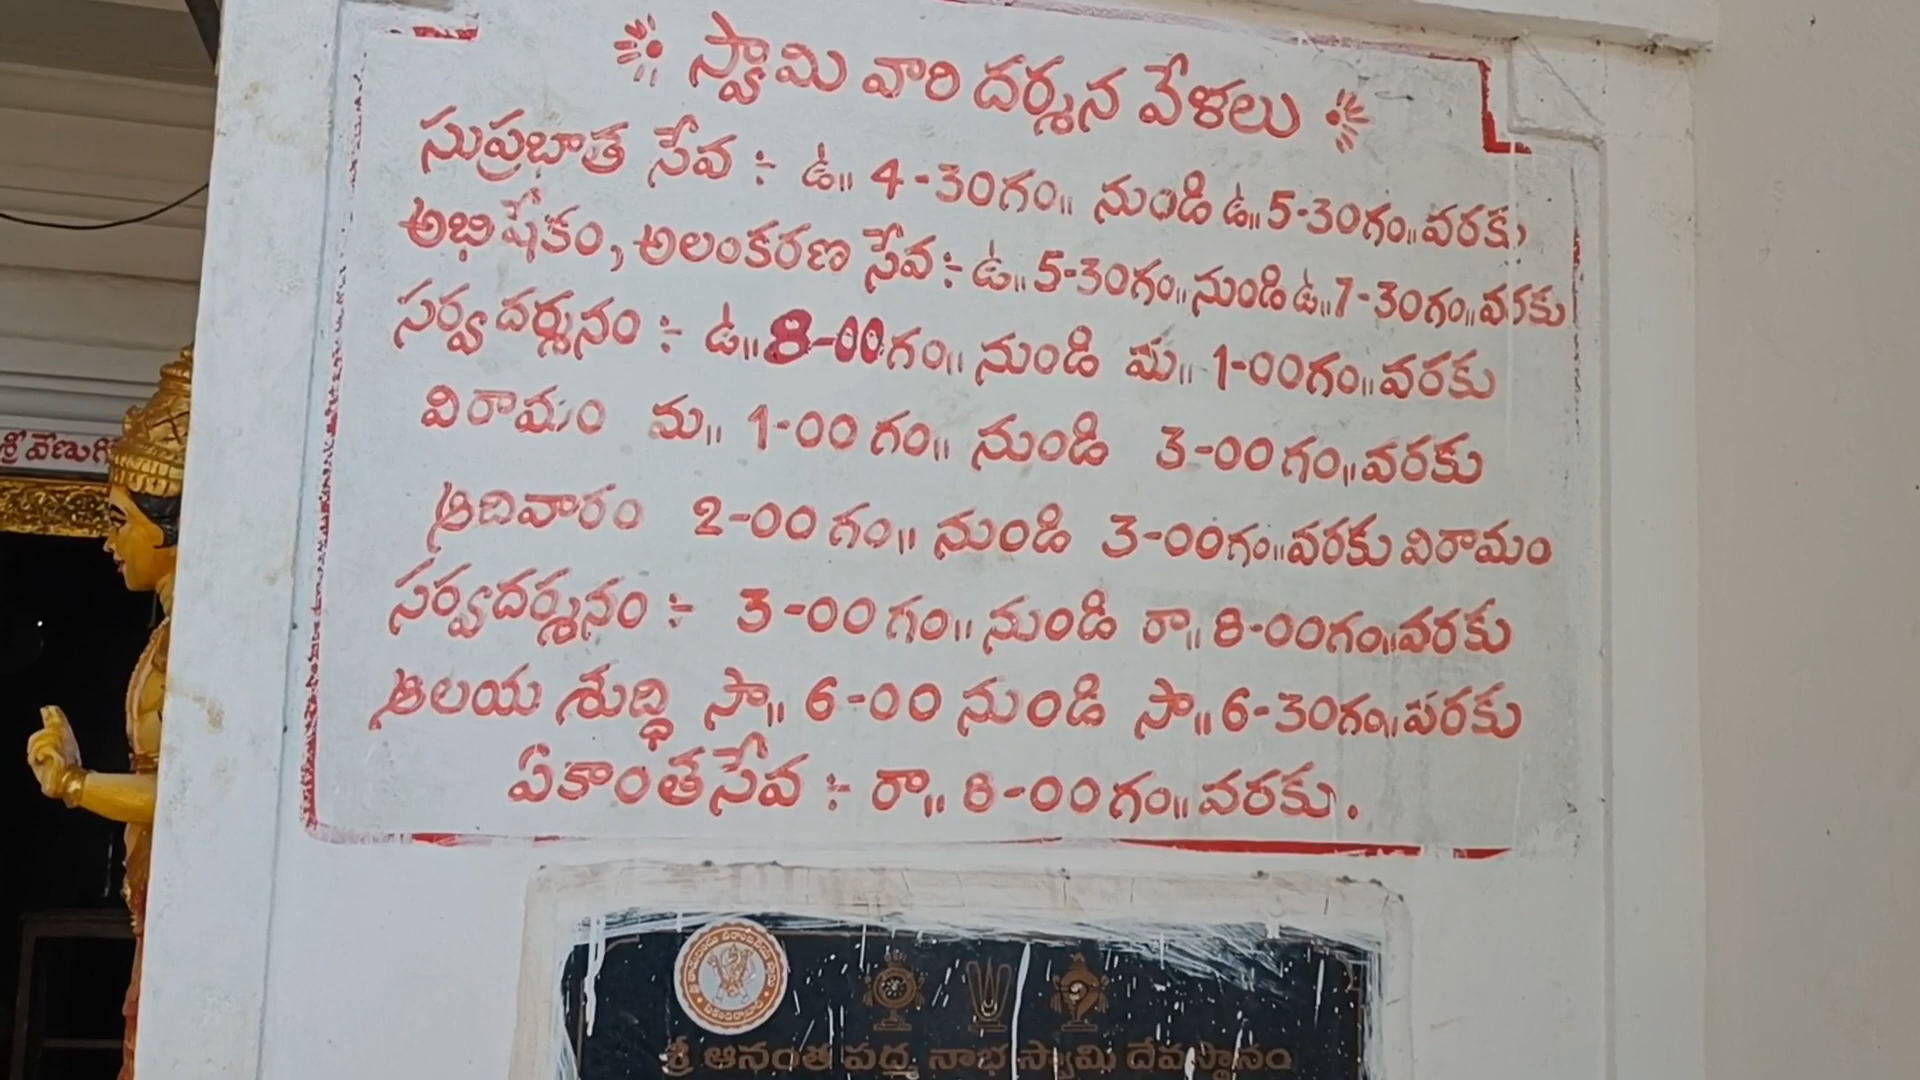 స్వామి వారి దర్శన వేళలు
సుప్రభాత సేవ :- ఉ॥ 4-30గం॥ నుండి ఉ॥ 5-30గం॥ వరకు
అభిషేకం, అలంకరణ సేవ :- ఉ॥ 5-30గం॥ నుండి ఉ॥ 7-30గం॥ వరకు
సర్వదర్శనం :- ఉ॥ 8-00గం॥ నుండి మ॥ 1-00గం॥ వరకు
విరామం మ॥ 1-00 గం॥ నుండి 3-00 గం॥ వరకు
ఆదివారం 2-00 గం॥ నుండి 3-00గం॥ వరకు విరామం
సర్వదర్శనం :- 3-00 గం॥ నుండి రా॥ 8-00గం॥ వరకు
ఆలయ శుద్ధి సా॥ 6-00 నుండి సా॥ 6-30గం॥ వరకు
ఏకాంతసేవ :- రా॥ 8-00 గం॥ వరకు.
శ్రీ ఆనంత పద్మ నాభ స్వామి దేవస్థానం